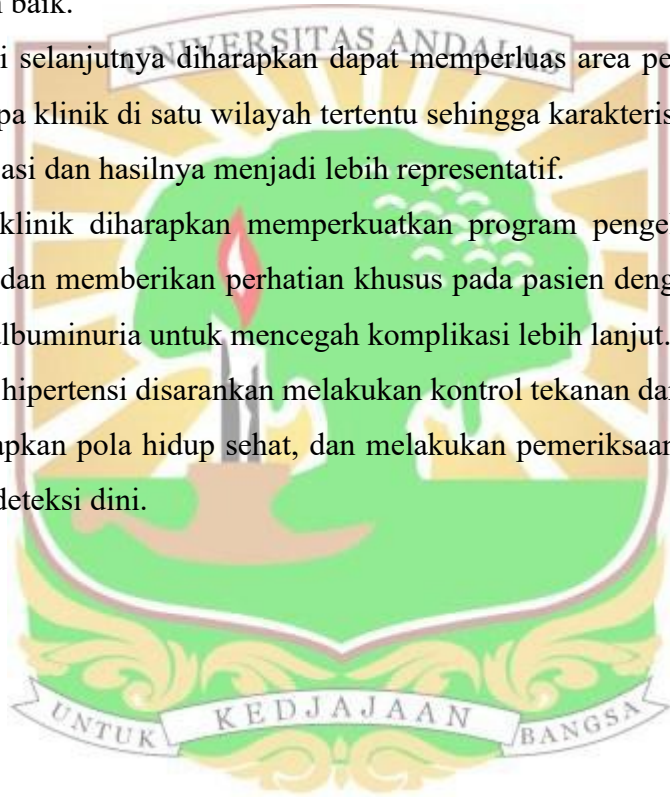 baik.
UNIVERSITAS ANDALAS
i selanjutnya diharapkan dapat memperluas area pe
pa klinik di satu wilayah tertentu sehingga karakteris
asi dan hasilnya menjadi lebih representatif.
klinik diharapkan memperkuatkan program penge
dan memberikan perhatian khusus pada pasien deng
albuminuria untuk mencegah komplikasi lebih lanjut.
hipertensi disarankan melakukan kontrol tekanan da
apkan pola hidup sehat, dan melakukan pemeriksaan
deteksi dini.
UNTUK KEDJAJAAN BANGSA